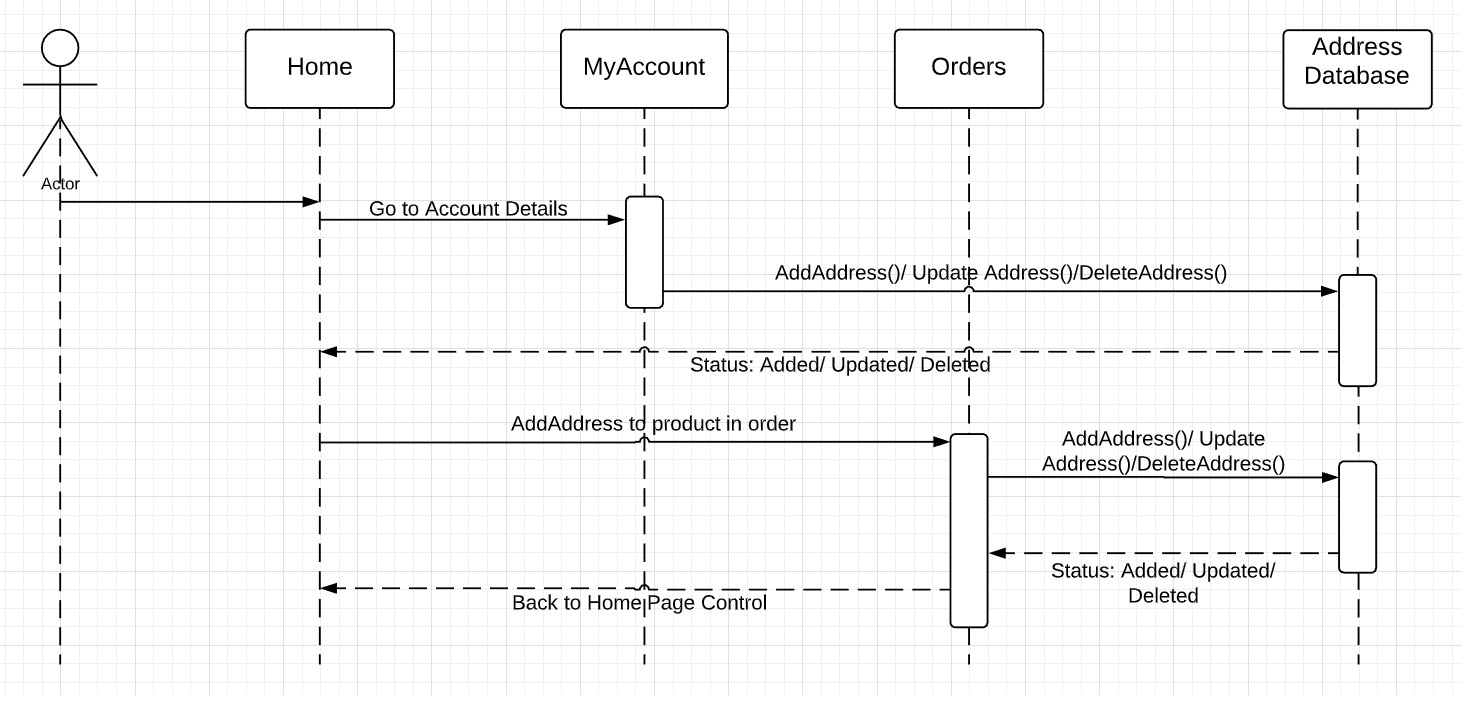 Home
MyAccount
Orders
Address
Database
Actor
Go to Account Details
AddAddress()/ Update Address()/DeleteAddress()
Status: Added/ Updated/ Deleted
AddAddress to product in order
AddAddress()/ Update
Address()/DeleteAddress()
Status: Added/ Updated/
Deleted
Back to Home Page Control